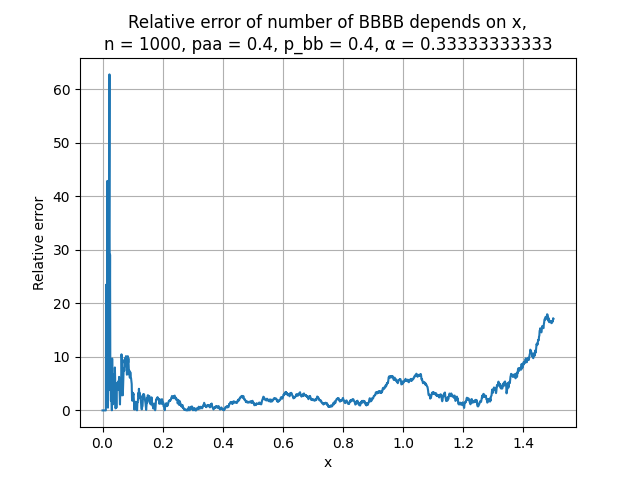 Relative error of number of BBBB depends on x,
n = 1000, paa = 0.4, p_bb = 0.4, α = 0.33333333333
60
50
40
30
20
10
0
Relative error
0.0 0.2 0.4 0.6 0.8 1.0 1.2 1.4
x